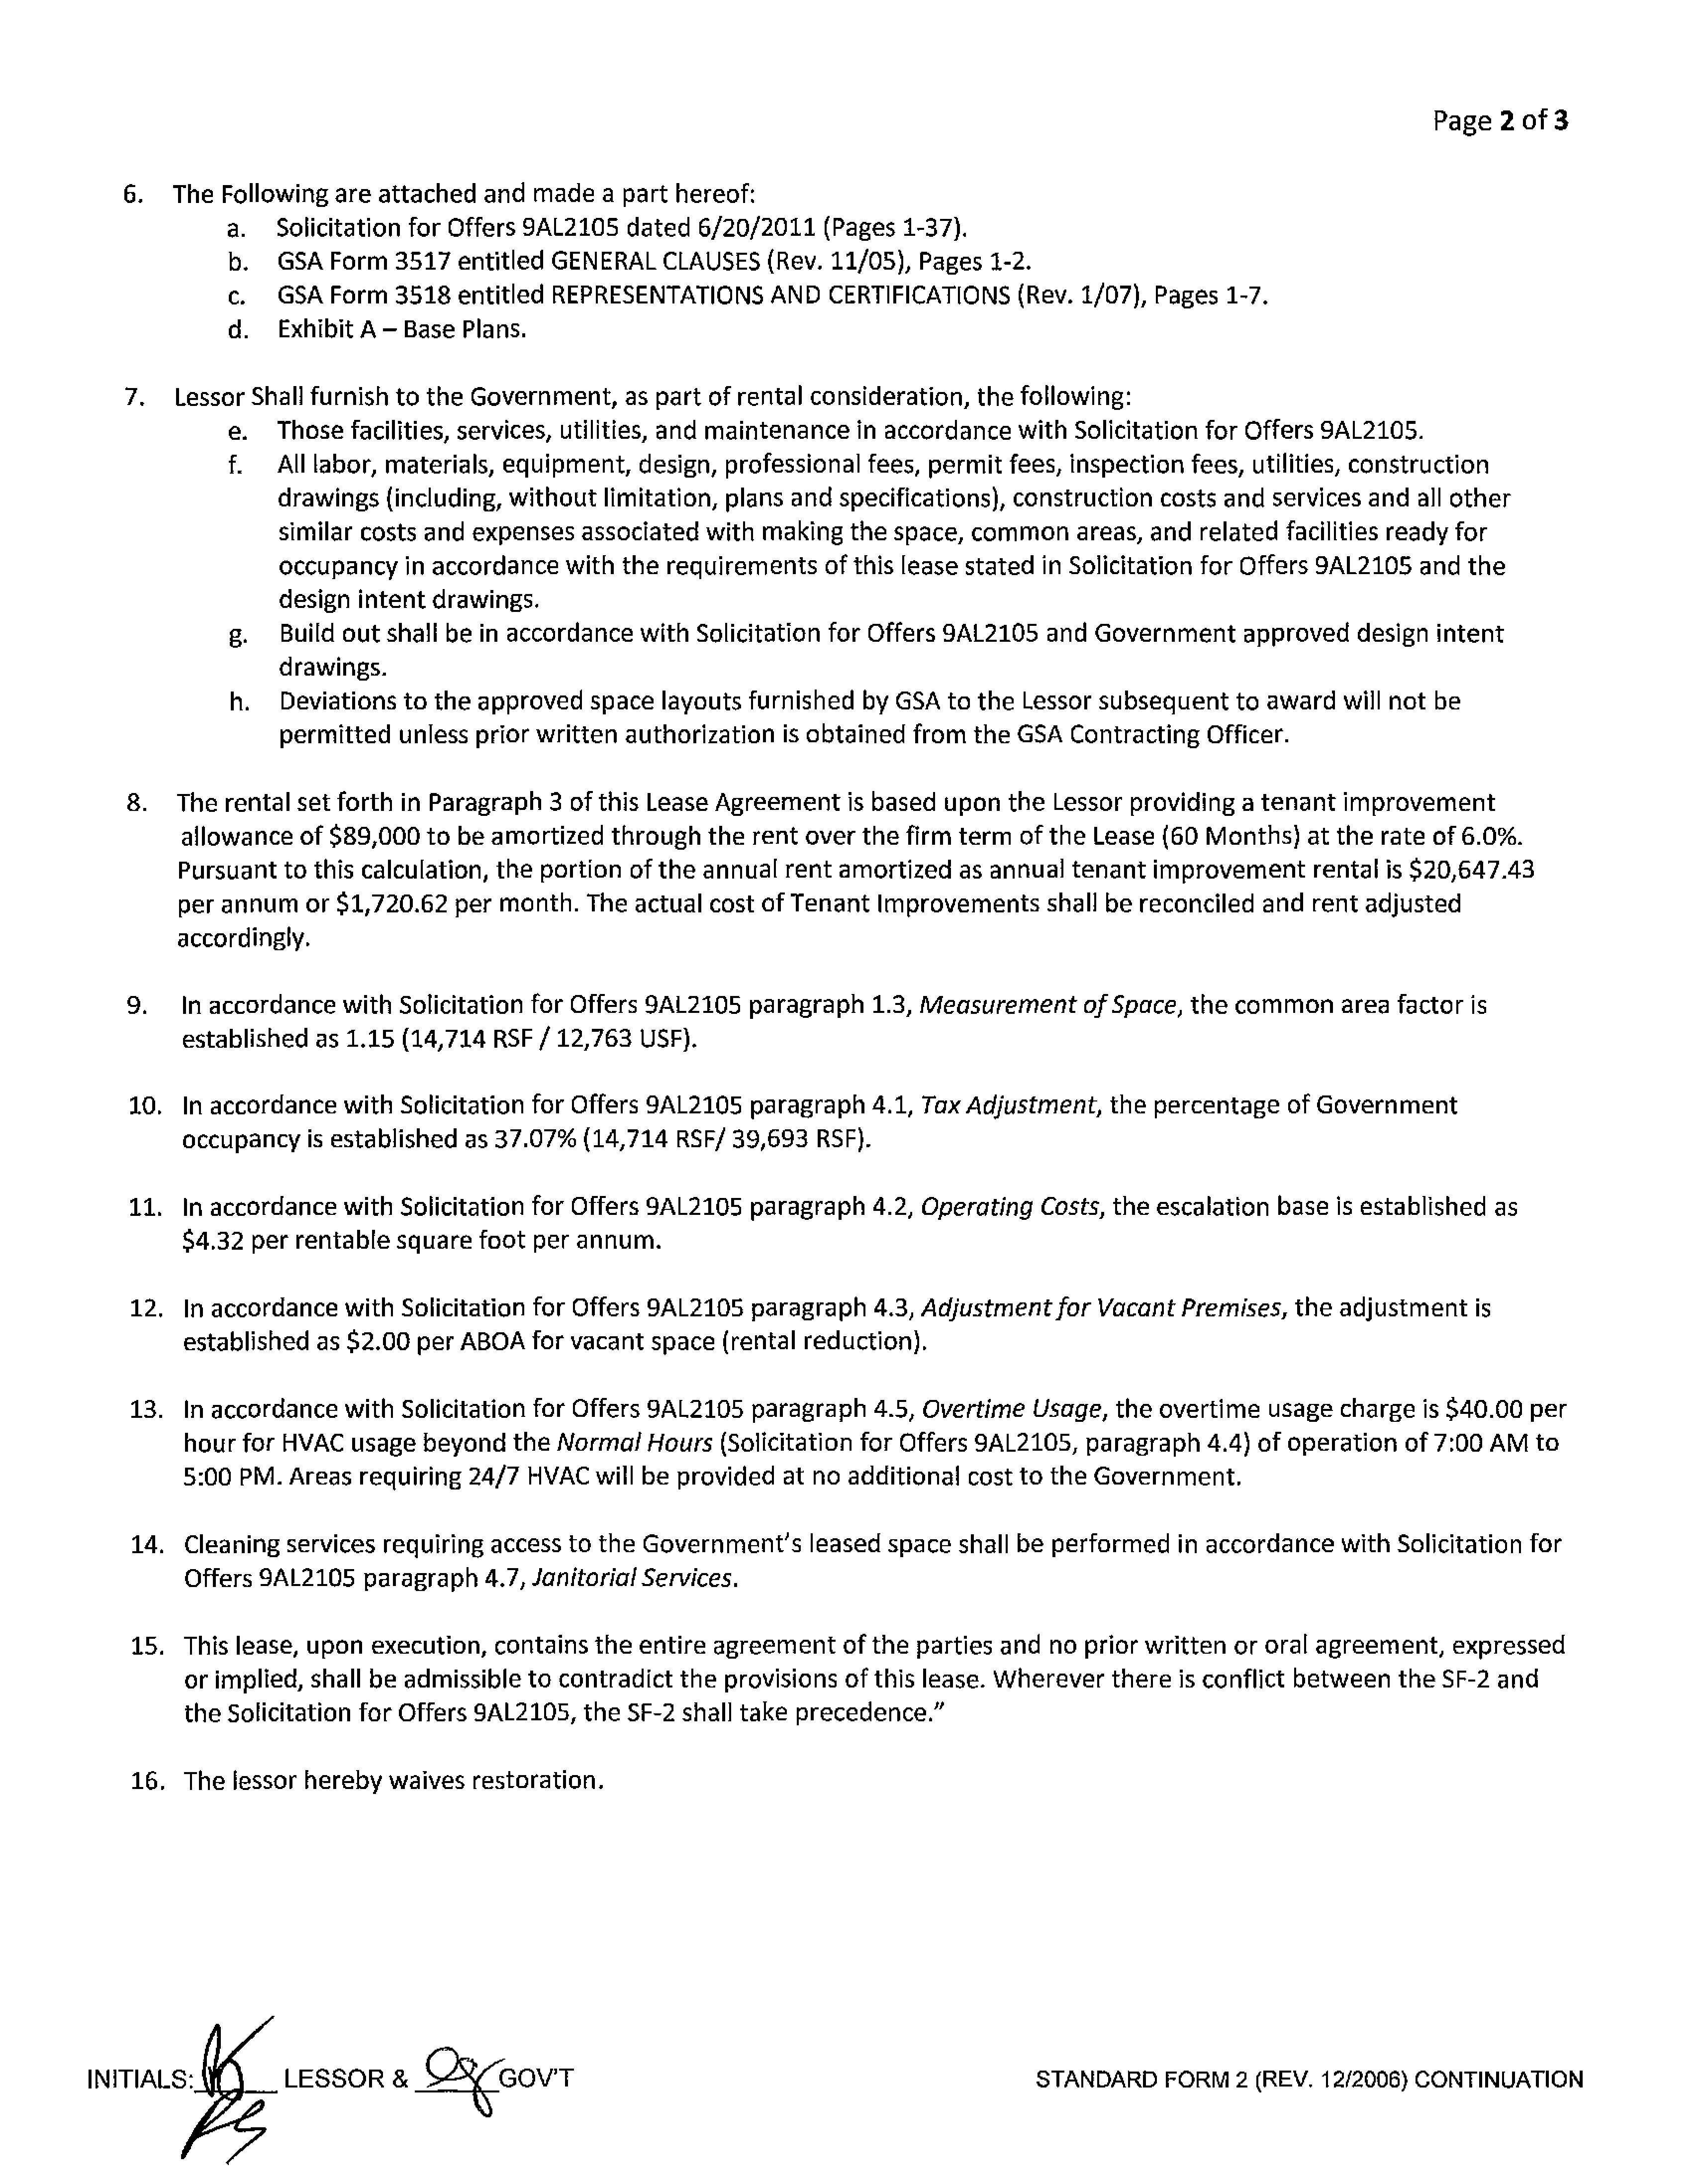 Page 2 of 3
6. The Following are attached and made a part hereof:
a. Solicitation for Offers 9AL2105 dated 6/20/2011 (Pages 1-37).
b. GSA Form 3517 entitled GENERAL CLAUSES (Rev. 11/05), Pages 1-2.
c. GSA Form 3518 entitled REPRESENTATIONS AND CERTIFICATIONS (Rev. 1/07), Pages 1-7.
d. Exhibit A – Base Plans.
7. Lessor Shall furnish to the Government, as part of rental consideration, the following:
e. Those facilities, services, utilities, and maintenance in accordance with Solicitation for Offers 9AL2105.
f. All labor, materials, equipment, design, professional fees, permit fees, inspection fees, utilities, construction
drawings (including, without limitation, plans and specifications), construction costs and services and all other
similar costs and expenses associated with making the space, common areas, and related facilities ready for
occupancy in accordance with the requirements of this lease stated in Solicitation for Offers 9AL2105 and the
design intent drawings.
g. Build out shall be in accordance with Solicitation for Offers 9AL2105 and Government approved design intent
drawings.
h. Deviations to the approved space layouts furnished by GSA to the Lessor subsequent to award will not be
permitted unless prior written authorization is obtained from the GSA Contracting Officer.
8. The rental set forth in Paragraph 3 of this Lease Agreement is based upon the Lessor providing a tenant improvement
allowance of $89,000 to be amortized through the rent over the firm term of the Lease (60 Months) at the rate of 6.0%.
Pursuant to this calculation, the portion of the annual rent amortized as annual tenant improvement rental is $20,647.43
per annum or $1,720.62 per month. The actual cost of Tenant Improvements shall be reconciled and rent adjusted
accordingly.
9. In accordance with Solicitation for Offers 9AL2105 paragraph 1.3, Measurement of Space, the common area factor is
established as 1.15 (14,714 RSF / 12,763 USF).
10. In accordance with Solicitation for Offers 9AL2105 paragraph 4.1, Tax Adjustment, the percentage of Government
occupancy is established as 37.07% (14,714 RSF/ 39,693 RSF).
11. In accordance with Solicitation for Offers 9AL2105 paragraph 4.2, Operating Costs, the escalation base is established as
$4.32 per rentable square foot per annum.
12. In accordance with Solicitation for Offers 9AL2105 paragraph 4.3, Adjustment for Vacant Premises, the adjustment is
established as $2.00 per ABOA for vacant space (rental reduction).
13. In accordance with Solicitation for Offers 9AL2105 paragraph 4.5, Overtime Usage, the overtime usage charge is $40.00 per
hour for HVAC usage beyond the Normal Hours (Solicitation for Offers 9AL2105, paragraph 4.4) of operation of 7:00 AM to
5:00 PM. Areas requiring 24/7 HVAC will be provided at no additional cost to the Government.
14. Cleaning services requiring access to the Government's leased space shall be performed in accordance with Solicitation for
Offers 9AL2105 paragraph 4.7, Janitorial Services.
15. This lease, upon execution, contains the entire agreement of the parties and no prior written or oral agreement, expressed
or implied, shall be admissible to contradict the provisions of this lease. Wherever there is conflict between the SF-2 and
the Solicitation for Offers 9AL2105, the SF-2 shall take precedence."
16. The lessor hereby waives restoration.
INITIALS: LESSOR & GOV'T
STANDARD FORM 2 (REV. 12/2006) CONTINUATION